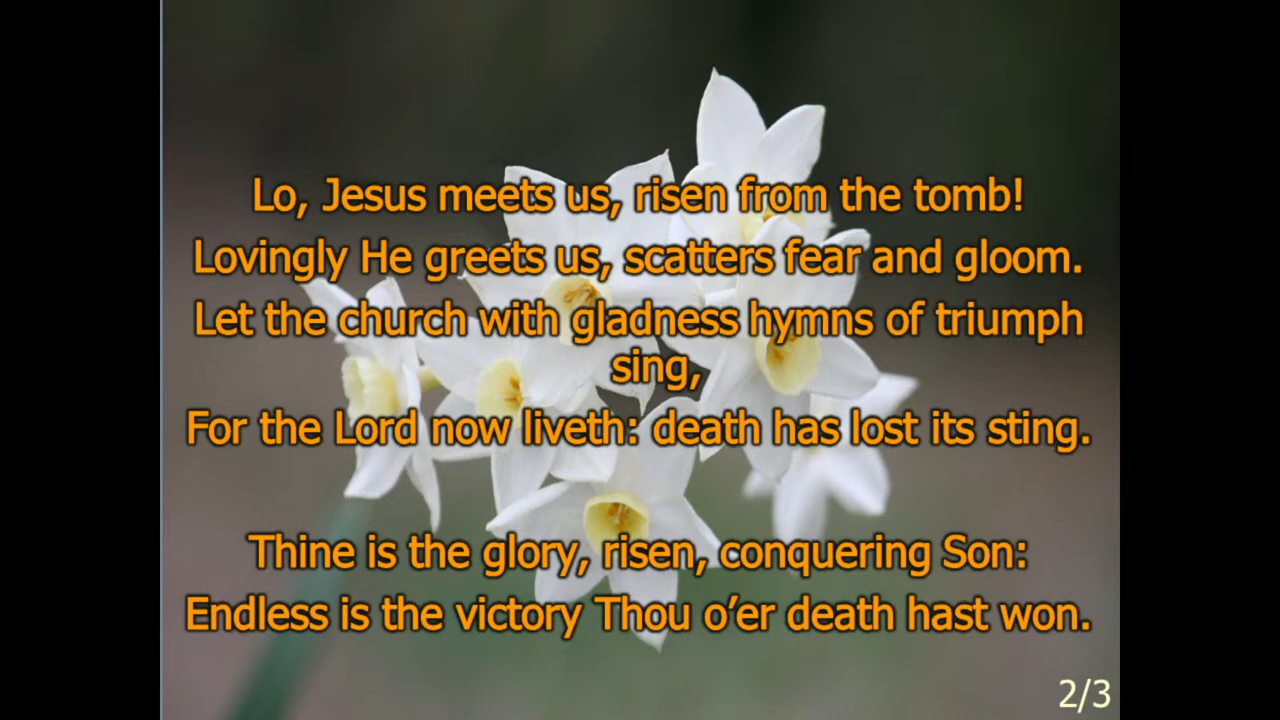 Lo, Jesus meets us, risen from the tomb!
Lovingly He greets us, scatters fear and gloom.
Let the church with gladness hymns of triumph
sing,
For the Lord now liveth: death has lost its sting.
Thine is the glory, risen, conquering Son:
Endless is the victory Thou o’er death hast won.
2/3